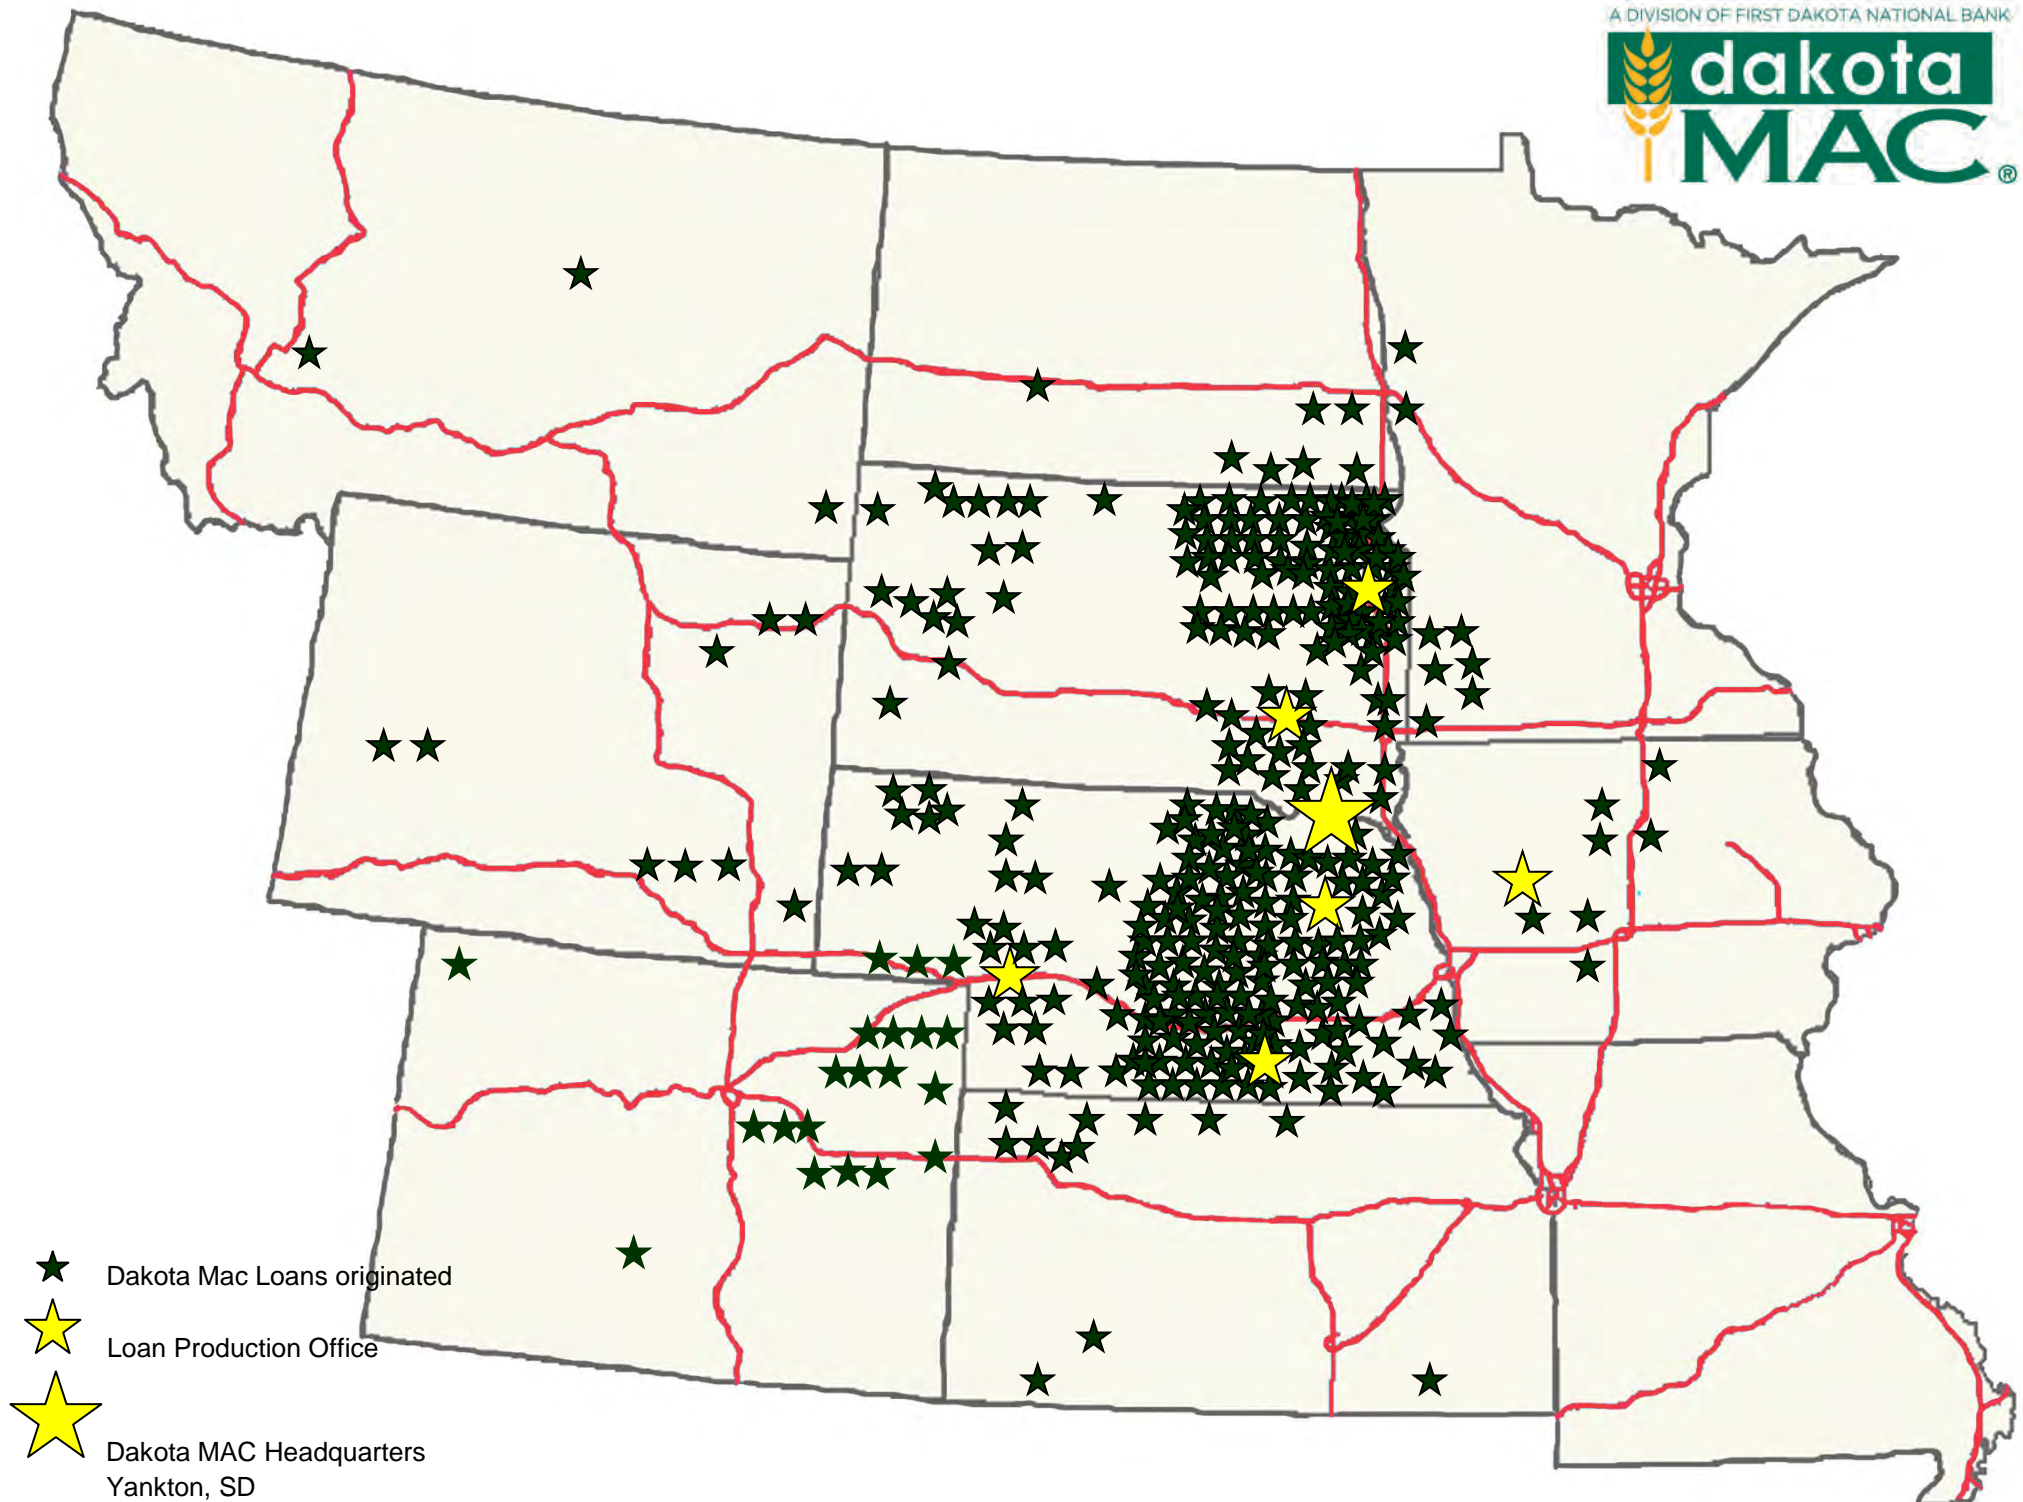 A DIVISION OF FIRST DAKOTA NATIONAL BANK
dakota
MAC®
Dakota Mac Loans originated
Loan Production Office
Dakota MAC Headquarters
Yankton, SD